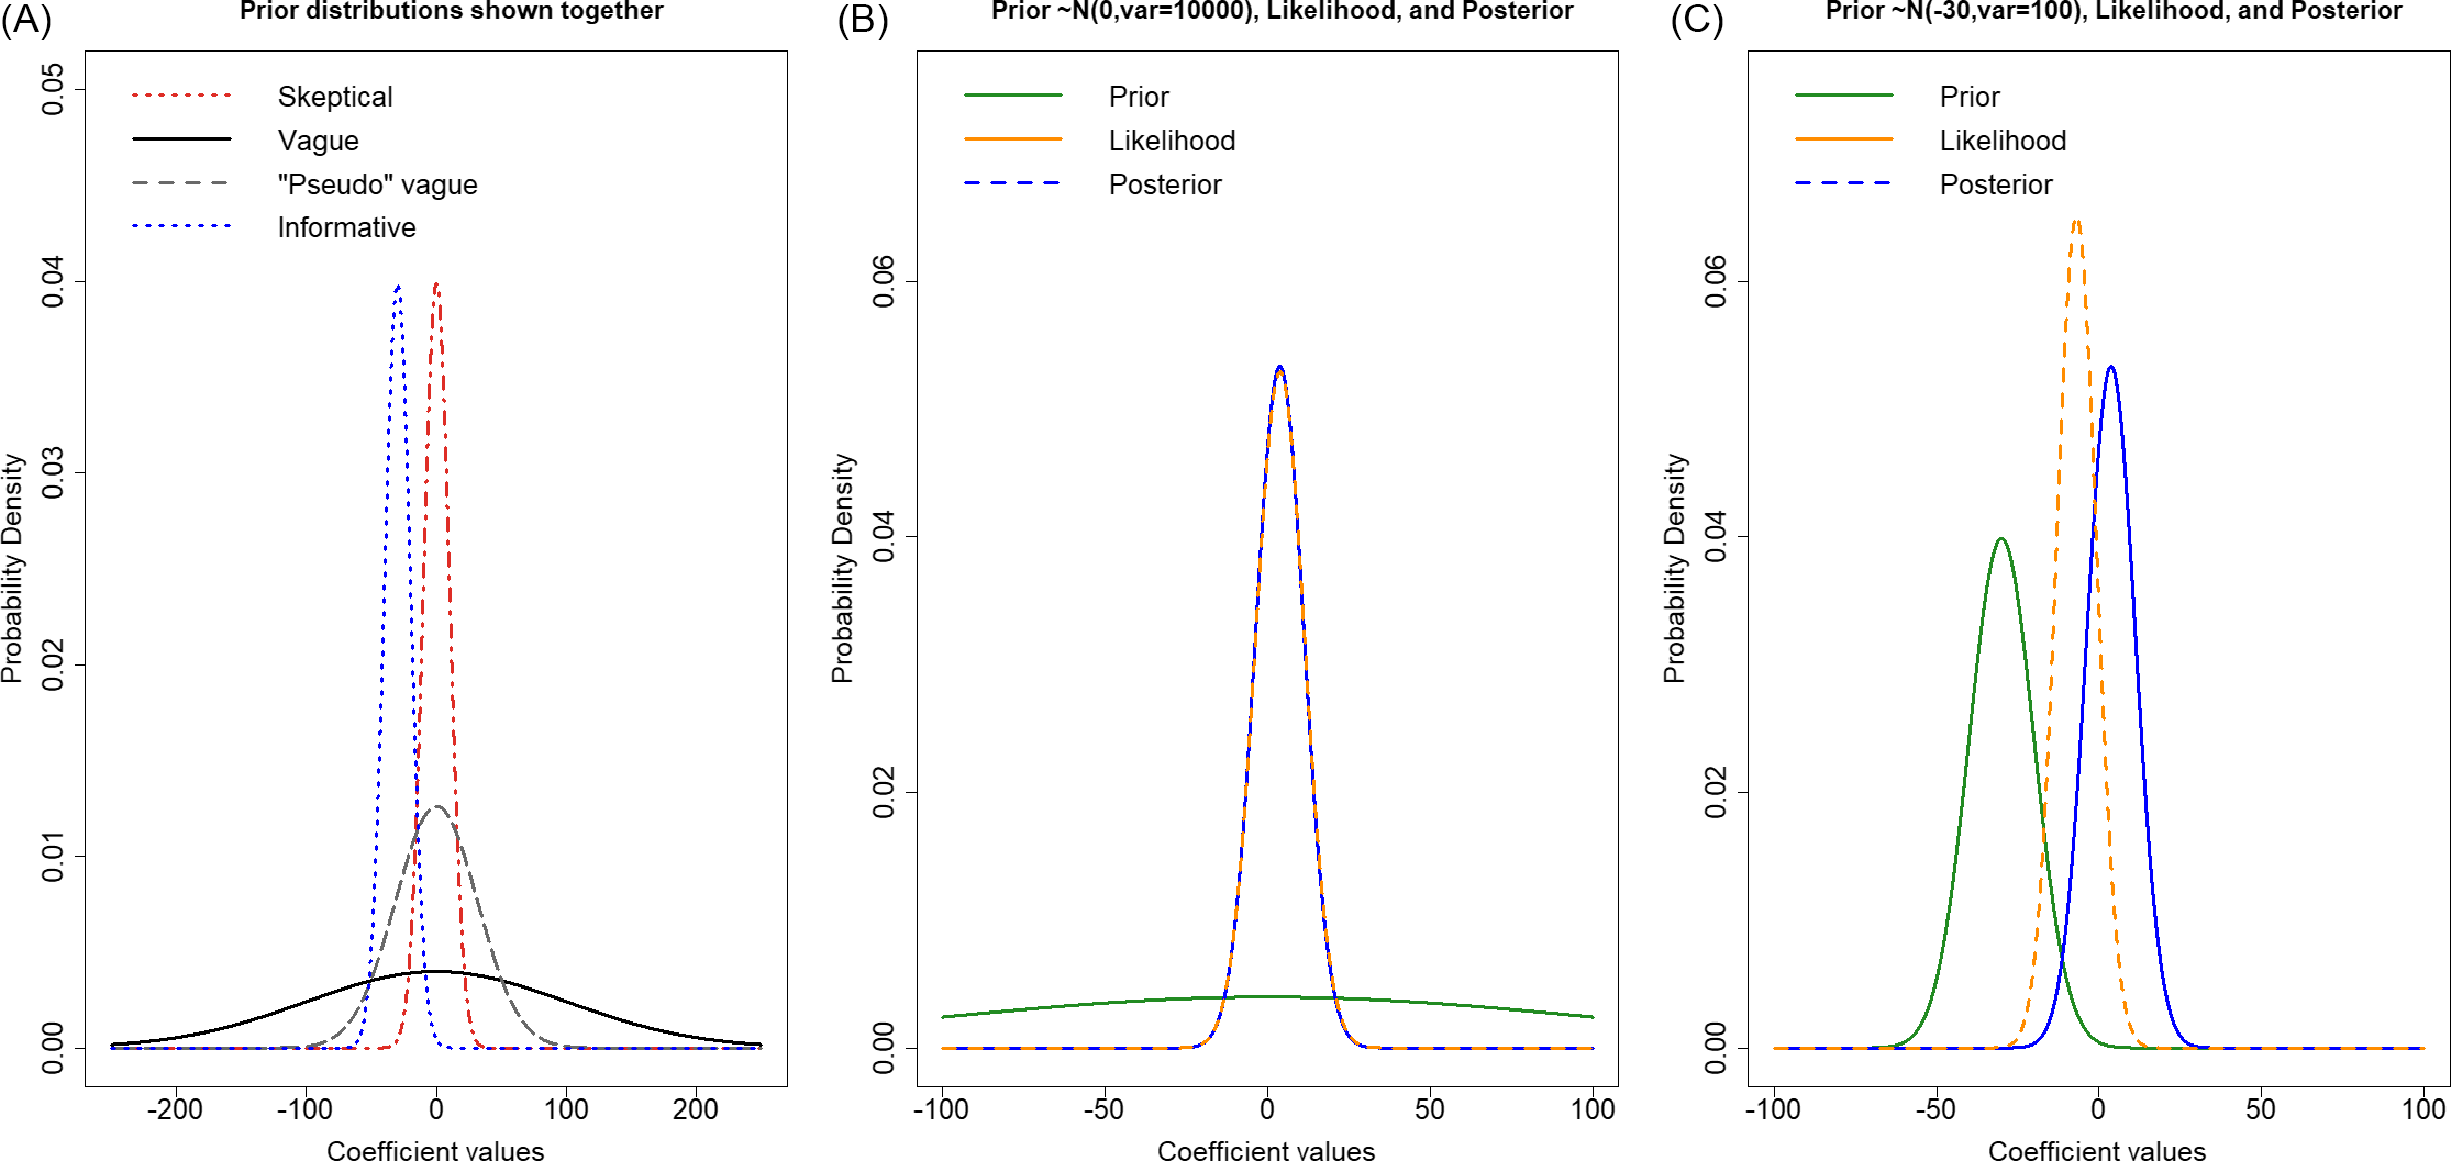 (A)
Prior distributions shown together
Skeptical
Vague
"Pseudo" vague
Informative
0.05
0.04
0.03
0.02
0.01
0.00
Probability Density
-200 -100 0 100 200
Coefficient values
(B)
Prior ~N(0,var=10000), Likelihood, and Posterior
Prior
Likelihood
Posterior
0.06
0.04
0.02
0.00
Probability Density
-100 -50 0 50 100
Coefficient values
(C)
Prior ~N(-30,var=100), Likelihood, and Posterior
Prior
Likelihood
Posterior
0.06
0.04
0.02
0.00
Probability Density
-100 -50 0 50 100
Coefficient values